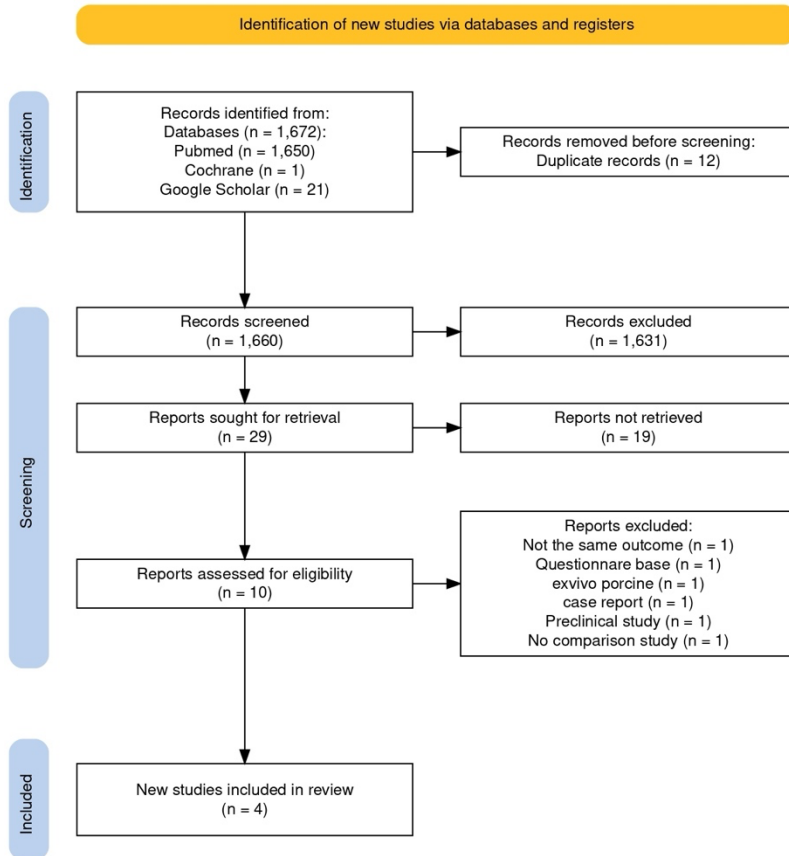 Identification of new studies via databases and registers
Identification
Records identified from:
Databases (n = 1,672):
Pubmed (n = 1,650)
Cochrane (n = 1)
Google Scholar (n = 21)
Records removed before screening:
Duplicate records (n = 12)
Screening
Records screened
(n = 1,660)
Records excluded
(n = 1,631)
Reports sought for retrieval
(n = 29)
Reports not retrieved
(n = 19)
Reports assessed for eligibility
(n = 10)
Reports excluded:
Not the same outcome (n = 1)
Questionnare base (n = 1)
exvivo porcine (n = 1)
case report (n = 1)
Preclinical study (n = 1)
No comparison study (n = 1)
Included
New studies included in review
(n = 4)